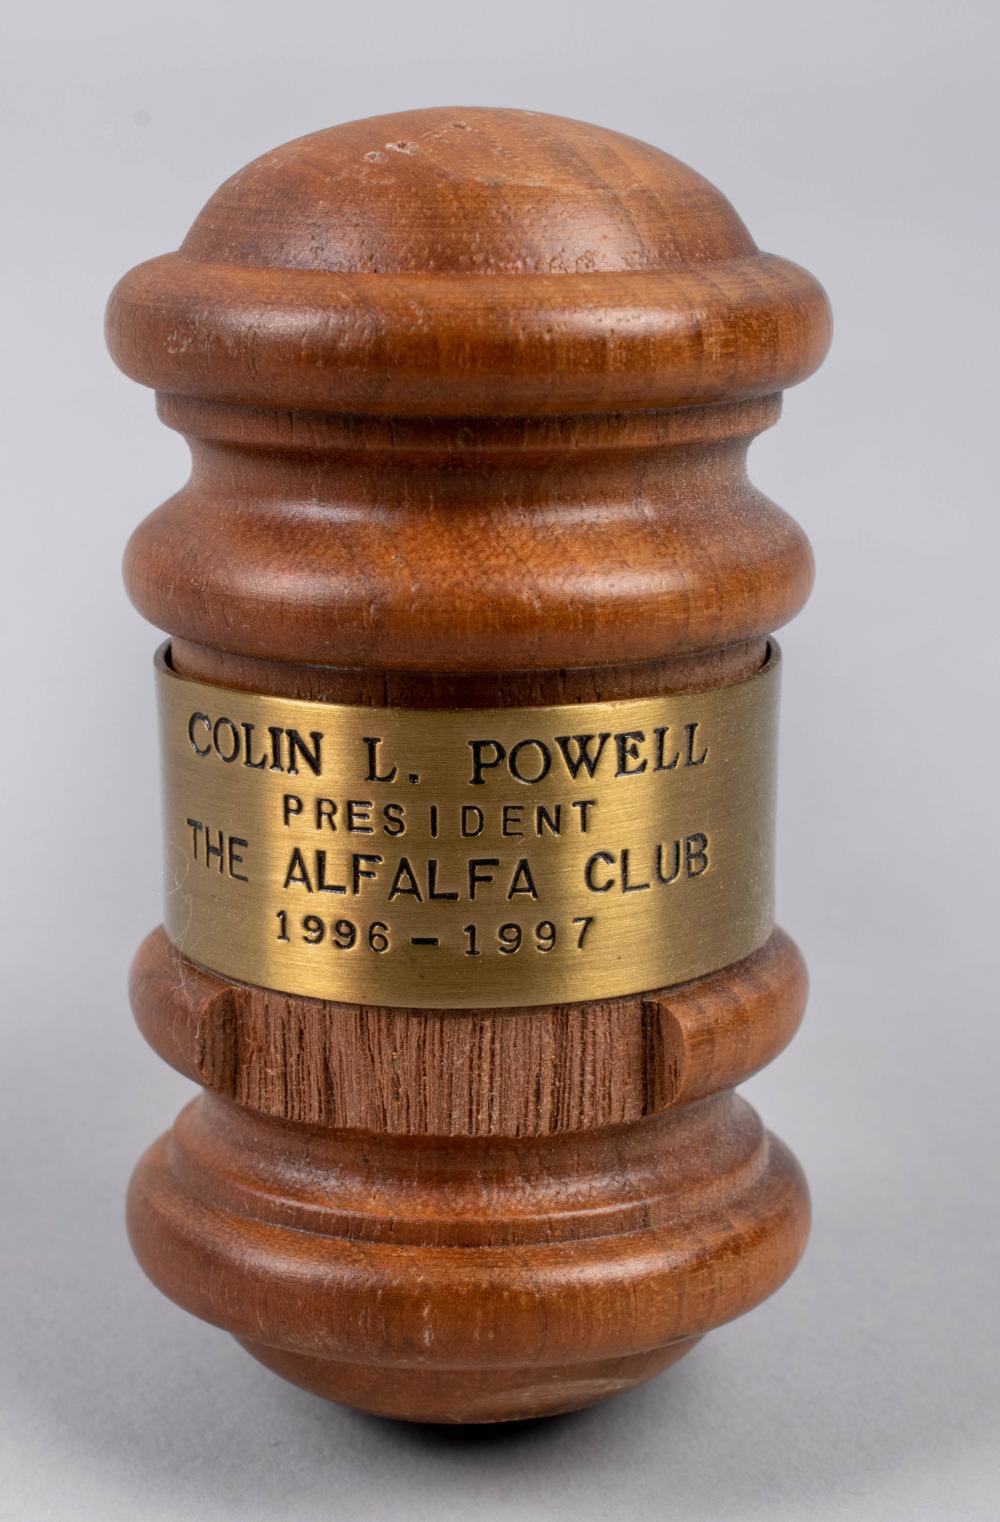 COLIN L. POWELL
PRESIDENT
THE ALFALFA CLUB
1996 – 1997